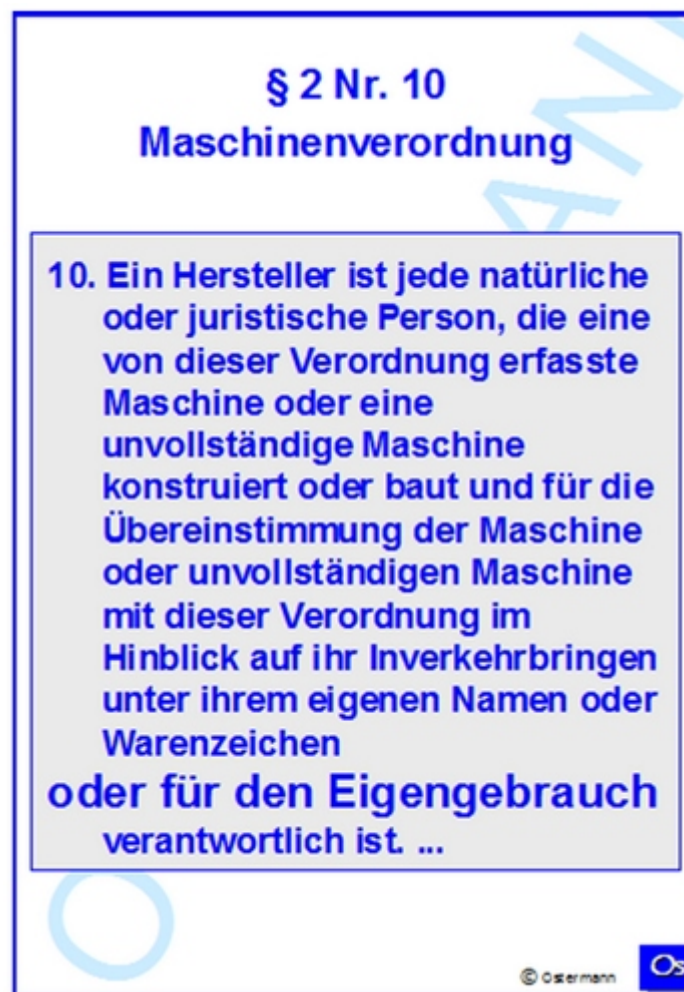 § 2 Nr. 10
Maschinenverordnung
10. Ein Hersteller ist jede natürliche
oder juristische Person, die eine
von dieser Verordnung erfasste
Maschine oder eine
unvollständige Maschine
konstruiert oder baut und für die
Übereinstimmung der Maschine
oder unvollständigen Maschine
mit dieser Verordnung im
Hinblick auf ihr Inverkehrbringen
unter ihrem eigenen Namen oder
Warenzeichen
oder für den Eigengebrauch
verantwortlich ist. ...
© Ostermann
Os